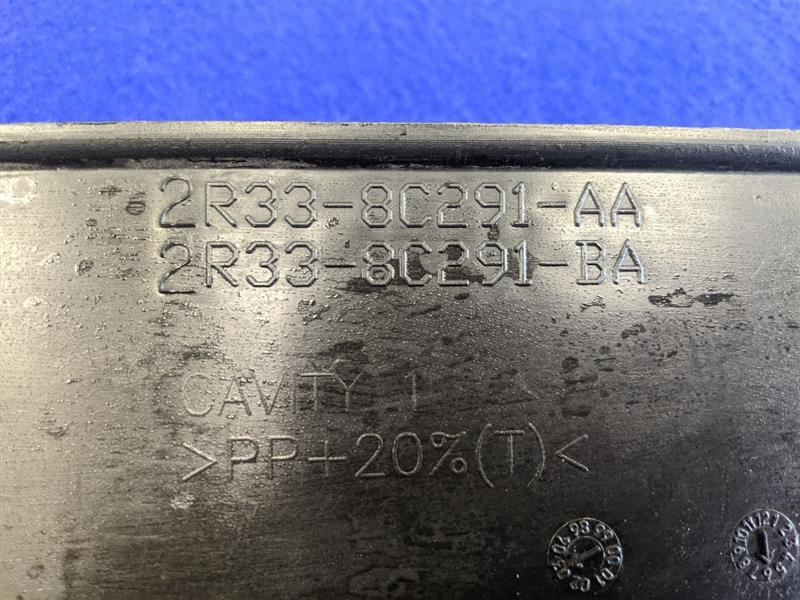 2R33-8C291-AA
2R33-8C291-BA
CAVITY 1
>PP+20%(T)<